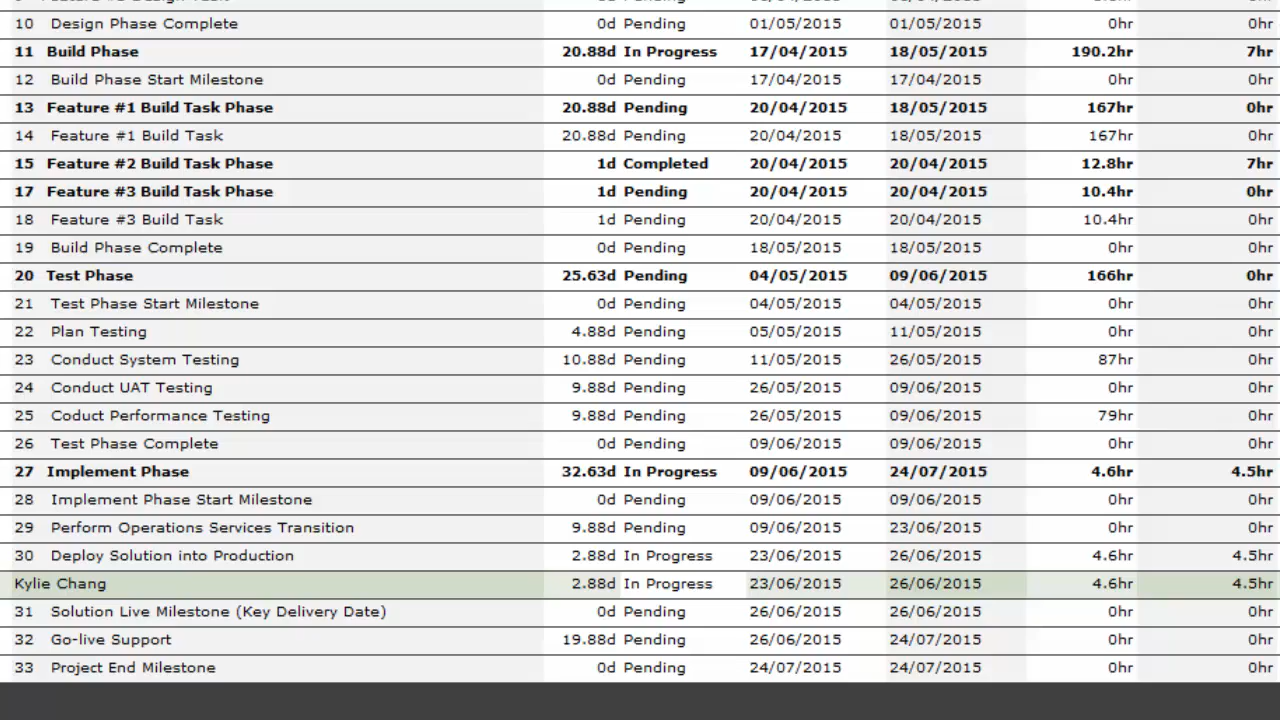 10 Design Phase Complete 0d Pending 01/05/2015 01/05/2015 0hr 0hr
11 Build Phase 20.88d In Progress 17/04/2015 18/05/2015 190.2hr 7hr
12 Build Phase Start Milestone 0d Pending 17/04/2015 17/04/2015 0hr 0hr
13 Feature #1 Build Task Phase 20.88d Pending 20/04/2015 18/05/2015 167hr 0hr
14 Feature #1 Build Task 20.88d Pending 20/04/2015 18/05/2015 167hr 0hr
15 Feature #2 Build Task Phase 1d Completed 20/04/2015 20/04/2015 12.8hr 7hr
17 Feature #3 Build Task Phase 1d Pending 20/04/2015 20/04/2015 10.4hr 0hr
18 Feature #3 Build Task 1d Pending 20/04/2015 20/04/2015 10.4hr 0hr
19 Build Phase Complete 0d Pending 18/05/2015 18/05/2015 0hr 0hr
20 Test Phase 25.63d Pending 04/05/2015 09/06/2015 166hr 0hr
21 Test Phase Start Milestone 0d Pending 04/05/2015 04/05/2015 0hr 0hr
22 Plan Testing 4.88d Pending 05/05/2015 11/05/2015 0hr 0hr
23 Conduct System Testing 10.88d Pending 11/05/2015 26/05/2015 87hr 0hr
24 Conduct UAT Testing 9.88d Pending 26/05/2015 09/06/2015 0hr 0hr
25 Coduct Performance Testing 9.88d Pending 26/05/2015 09/06/2015 79hr 0hr
26 Test Phase Complete 0d Pending 09/06/2015 09/06/2015 0hr 0hr
27 Implement Phase 32.63d In Progress 09/06/2015 24/07/2015 4.6hr 4.5hr
28 Implement Phase Start Milestone 0d Pending 09/06/2015 09/06/2015 0hr 0hr
29 Perform Operations Services Transition 9.88d Pending 09/06/2015 23/06/2015 0hr 0hr
30 Deploy Solution into Production 2.88d In Progress 23/06/2015 26/06/2015 4.6hr 4.5hr
Kylie Chang 2.88d In Progress 23/06/2015 26/06/2015 4.6hr 4.5hr
31 Solution Live Milestone (Key Delivery Date) 0d Pending 26/06/2015 26/06/2015 0hr 0hr
32 Go-live Support 19.88d Pending 26/06/2015 24/07/2015 0hr 0hr
33 Project End Milestone 0d Pending 24/07/2015 24/07/2015 0hr 0hr